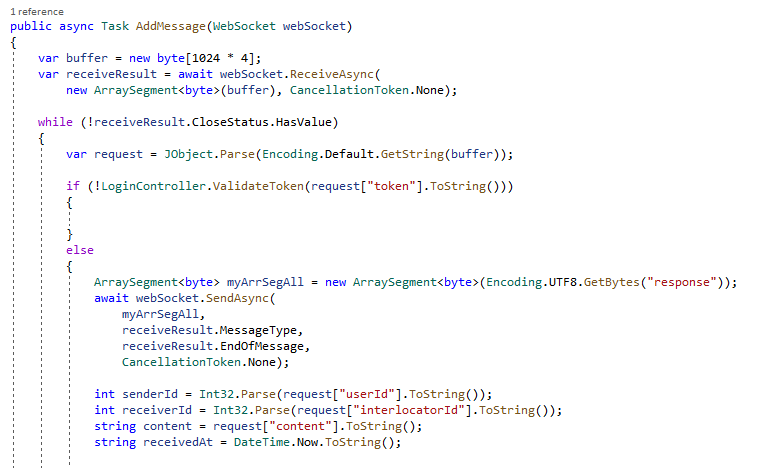 1 reference
public async Task AddMessage(WebSocket webSocket)
{
var buffer = new byte[1024 * 4];
var receiveResult = await webSocket.ReceiveAsync(
new ArraySegment<byte>(buffer), CancellationToken.None);
while (!receiveResult.CloseStatus.HasValue)
{
var request = JObject.Parse(Encoding.Default.GetString(buffer));
if (!LoginController.ValidateToken(request["token"].ToString()))
{
}
else
{
ArraySegment<byte> myArrSegAll = new ArraySegment<byte>(Encoding.UTF8.GetBytes("response"));
await webSocket.SendAsync(
myArrSegAll,
receiveResult.MessageType,
receiveResult.EndOfMessage,
CancellationToken.None);
int senderId = Int32.Parse(request["userId"].ToString());
int receiverId = Int32.Parse(request["interlocatorId"].ToString());
string content = request["content"].ToString();
string receivedAt = DateTime.Now.ToString();